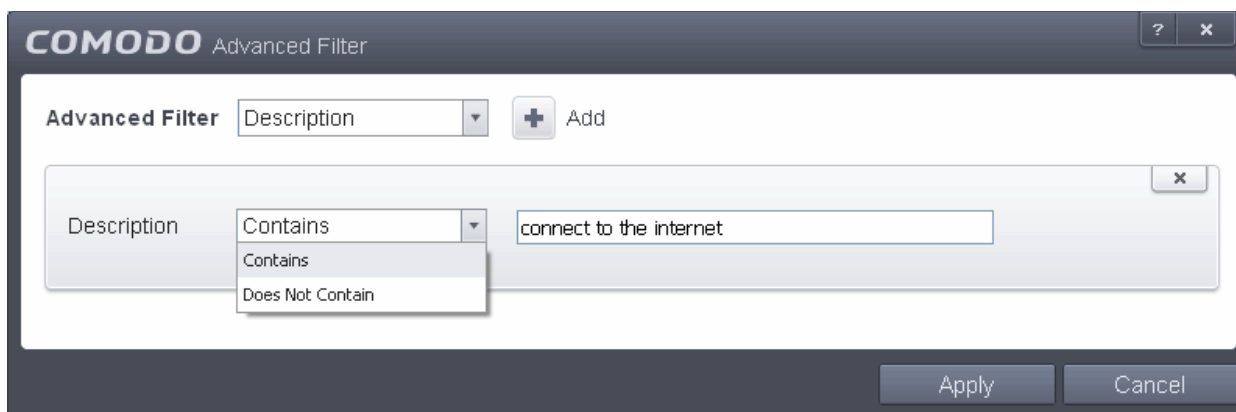 COMODO Advanced Filter ? x
Advanced Filter Description + Add
x
Description Contains connect to the internet
Contains
Does Not Contain
Apply Cancel